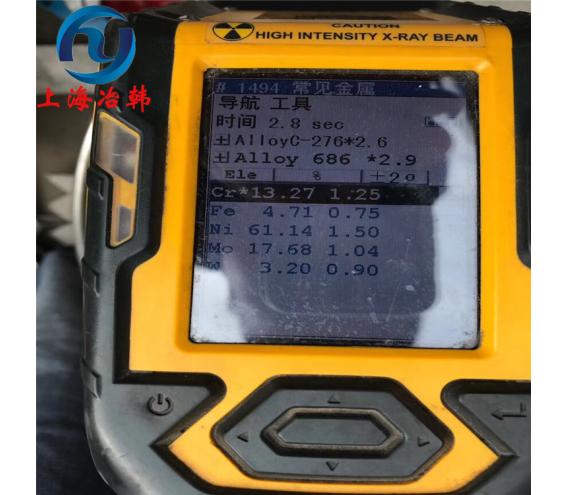 CAUTION
HIGH INTENSITY X-RAY BEAM
上海冶韩
# 1494 常见金属
导航 工具
时间 2.8 sec
+AlloyC-276*2.6
+Alloy 686 *2.9
Ele | % | +2σ
Cr*13.27 1.25
Fe 4.71 0.75
Ni 61.14 1.50
Mo 17.68 1.04
W 3.20 0.90